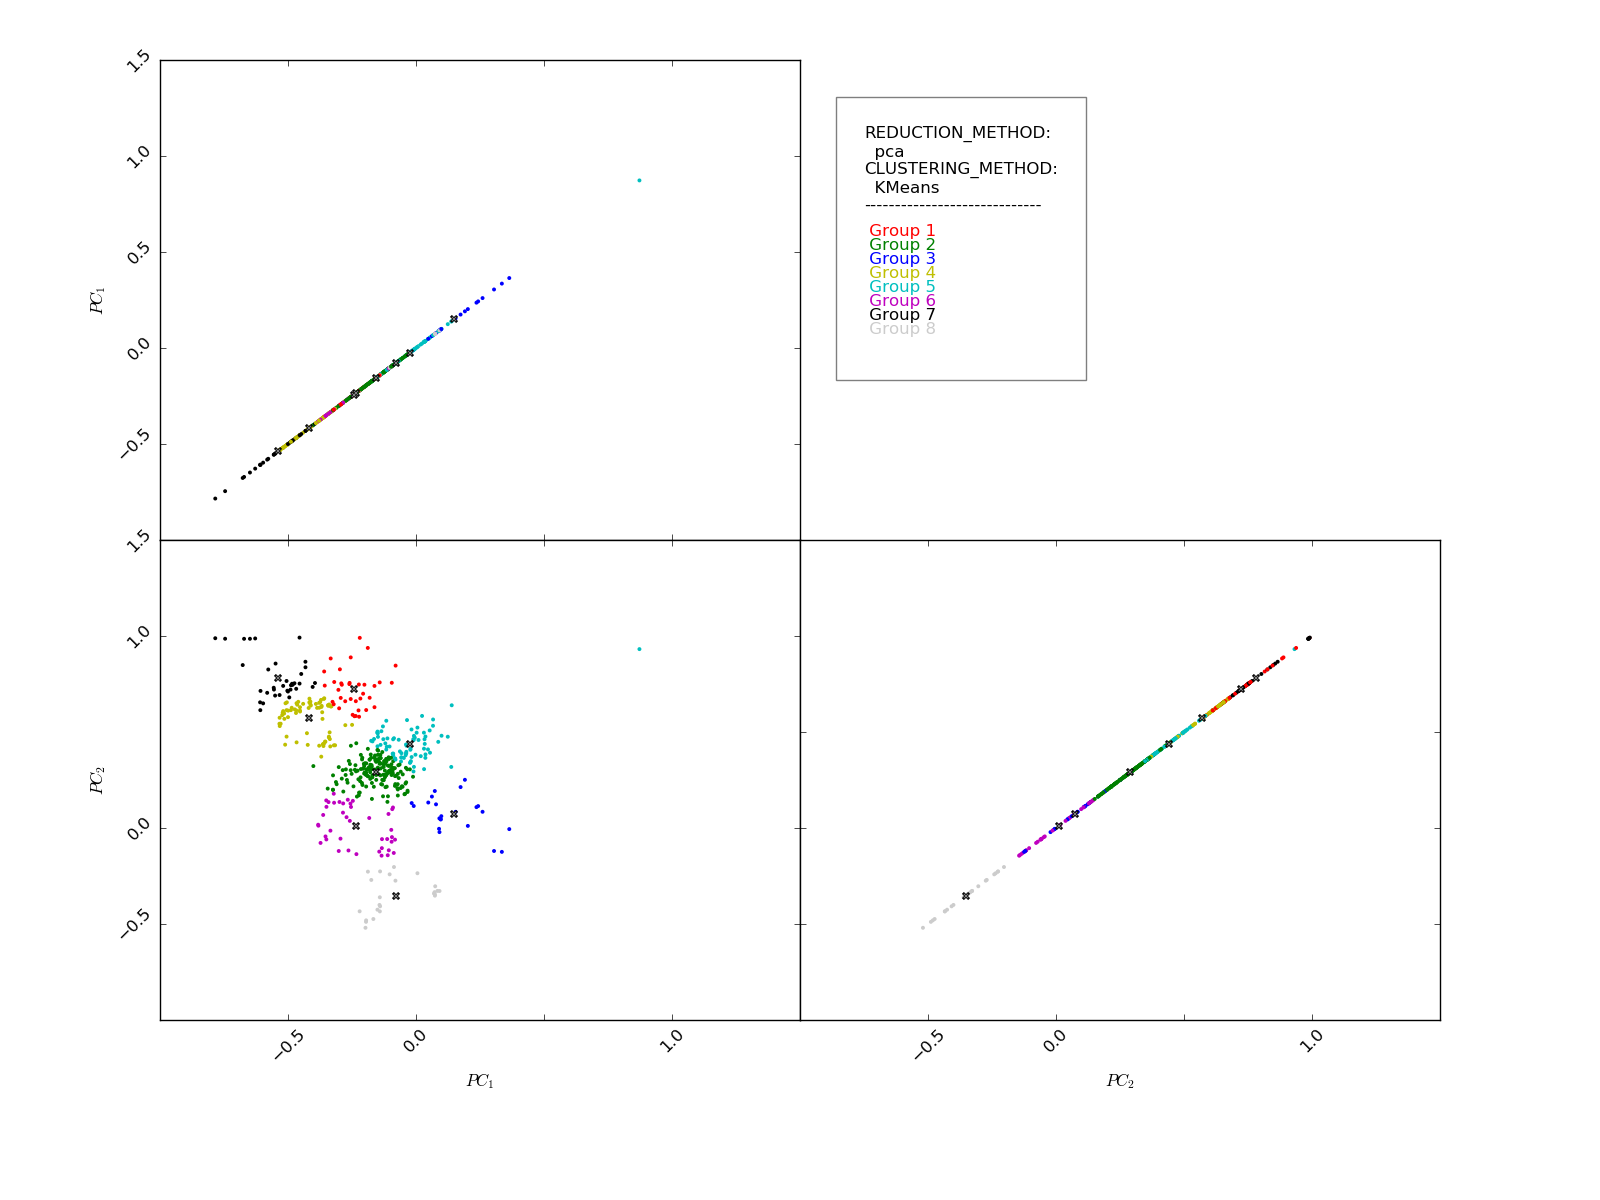 1.5
1.0
0.5
0.0
−0.5
PC1
REDUCTION_METHOD:
pca
CLUSTERING_METHOD:
KMeans
------------------------------
Group 1
Group 2
Group 3
Group 4
Group 5
Group 6
Group 7
Group 8
1.5
1.0
0.0
−0.5
PC2
−0.5
0.0
1.0
PC1
−0.5
0.0
1.0
PC2